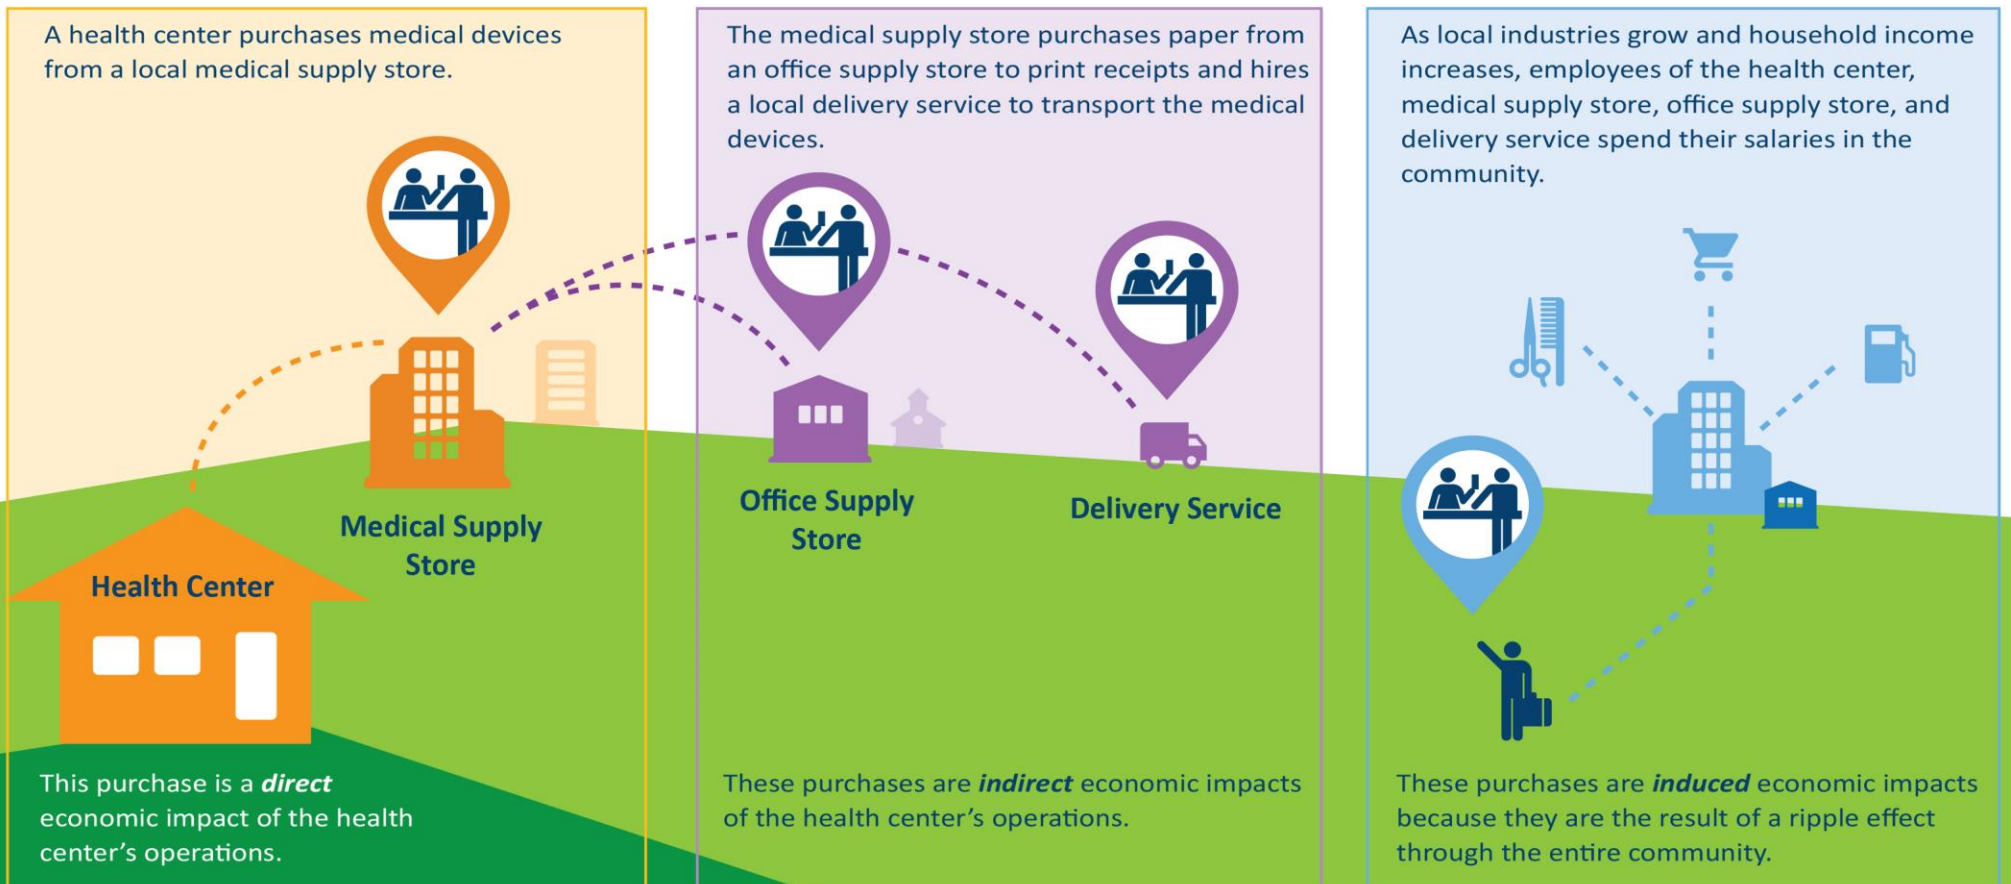 A health center purchases medical devices
from a local medical supply store.
Medical Supply
Store
Health Center
This purchase is a direct
economic impact of the health
center’s operations.
The medical supply store purchases paper from
an office supply store to print receipts and hires
a local delivery service to transport the medical
devices.
Office Supply
Store
Delivery Service
These purchases are indirect economic impacts
of the health center’s operations.
As local industries grow and household income
increases, employees of the health center,
medical supply store, office supply store, and
delivery service spend their salaries in the
community.
These purchases are induced economic impacts
because they are the result of a ripple effect
through the entire community.